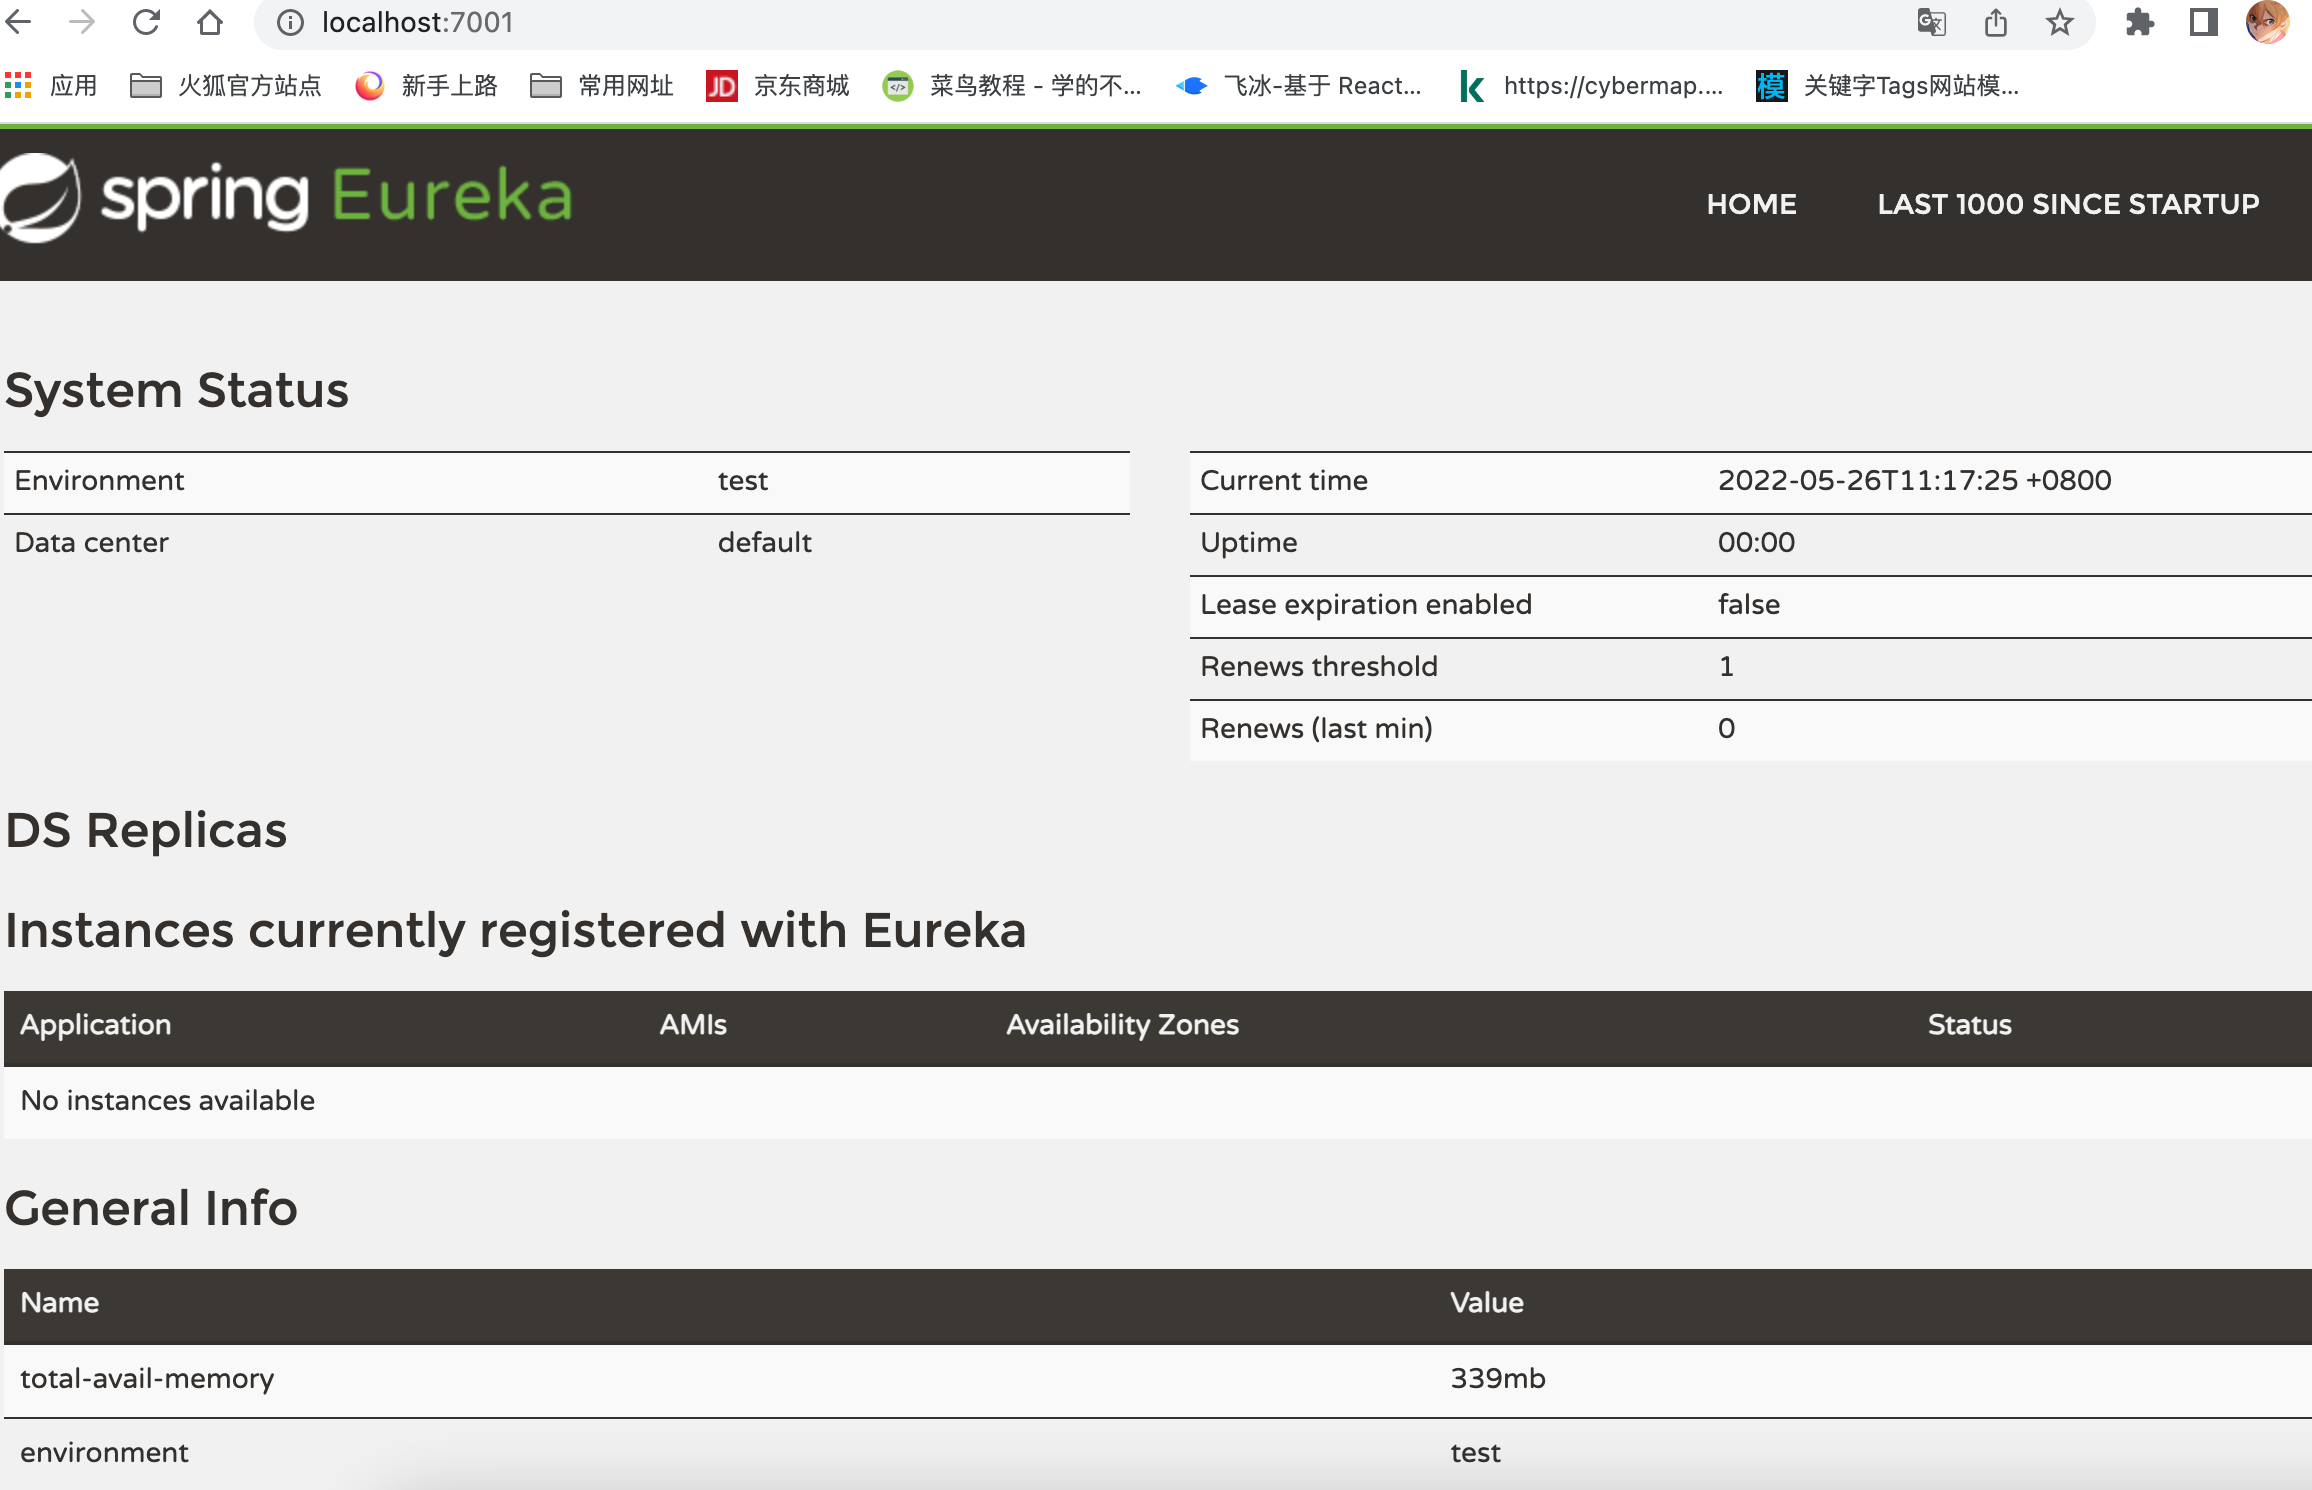 localhost:7001
应用 火狐官方站点 新手上路 常用网址 JD 京东商城 菜鸟教程 - 学的不... 飞冰-基于 React... https://cybermap.... 模 关键字Tags网站模...
spring Eureka HOME LAST 1000 SINCE STARTUP
System Status
Environment test
Data center default
Current time 2022-05-26T11:17:25 +0800
Uptime 00:00
Lease expiration enabled false
Renews threshold 1
Renews (last min) 0
DS Replicas
Instances currently registered with Eureka
Application AMIs Availability Zones Status
No instances available
General Info
Name Value
total-avail-memory 339mb
environment test